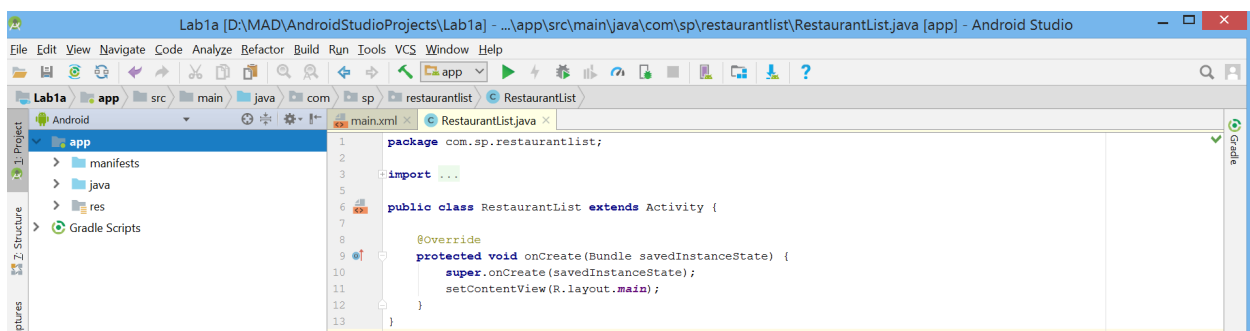 Lab1a [D:\MAD\AndroidStudioProjects\Lab1a] - ...\app\src\main\java\com\sp\restaurantlist\RestaurantList.java [app] - Android Studio
File Edit View Navigate Code Analyze Refactor Build Run Tools VCS Window Help
app
Lab1a app src main java com sp restaurantlist RestaurantList
Android
main.xml RestaurantList.java
1: Project
Z: Structure
ptures
app
manifests
java
res
Gradle Scripts
1 package com.sp.restaurantlist;
2
3 import ...
5
6 public class RestaurantList extends Activity {
7
8 @Override
9 protected void onCreate(Bundle savedInstanceState) {
10 super.onCreate(savedInstanceState);
11 setContentView(R.layout.main);
12 }
13 }
Gradle